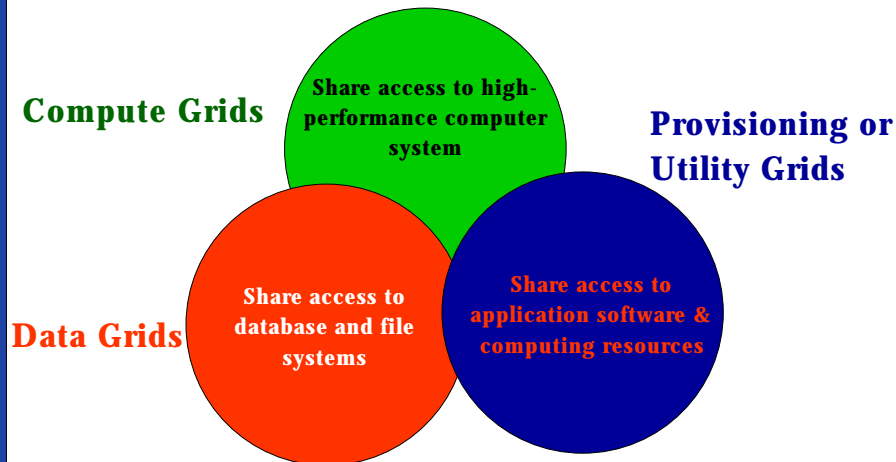 Compute Grids
Share access to high-
performance computer
system
Provisioning or
Utility Grids
Data Grids
Share access to
database and file
systems
Share access to
application software &
computing resources